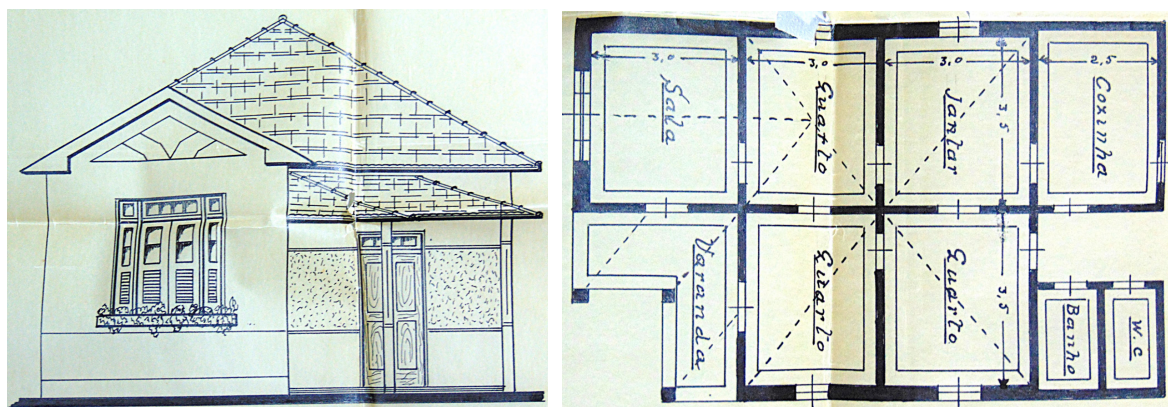 3,0
3,0
3,0
2,5
Sala
Quarto
Jantar
3,5
Cozinha
Varanda
Quarto
Quarto
3,5
Banho
W.C